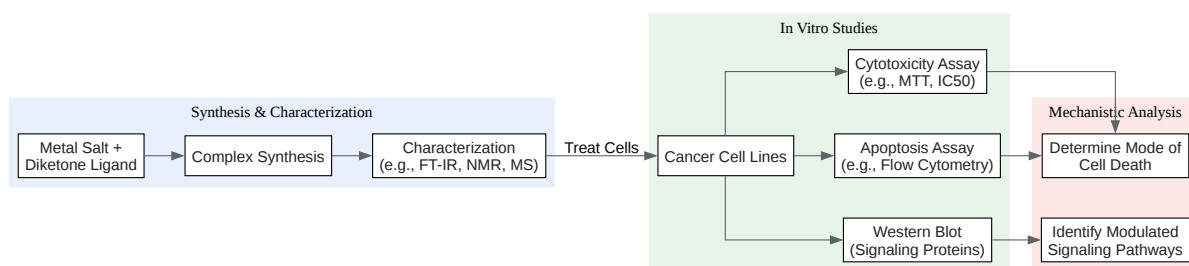 Synthesis & Characterization
Metal Salt +
Diketone Ligand
Complex Synthesis
Characterization
(e.g., FT-IR, NMR, MS)
Treat Cells
In Vitro Studies
Cancer Cell Lines
Cytotoxicity Assay
(e.g., MTT, IC50)
Apoptosis Assay
(e.g., Flow Cytometry)
Western Blot
(Signaling Proteins)
Mechanistic Analysis
Determine Mode of
Cell Death
Identify Modulated
Signaling Pathways